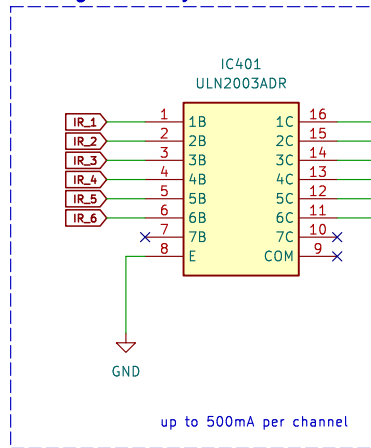 IC401
ULN2003ADR
IR_1 1 1B 1C 16
IR_2 2 2B 2C 15
IR_3 3 3B 3C 14
IR_4 4 4B 4C 13
IR_5 5 5B 5C 12
IR_6 6 6B 6C 11
7 7B 7C 10
8 E COM 9
GND
up to 500mA per channel